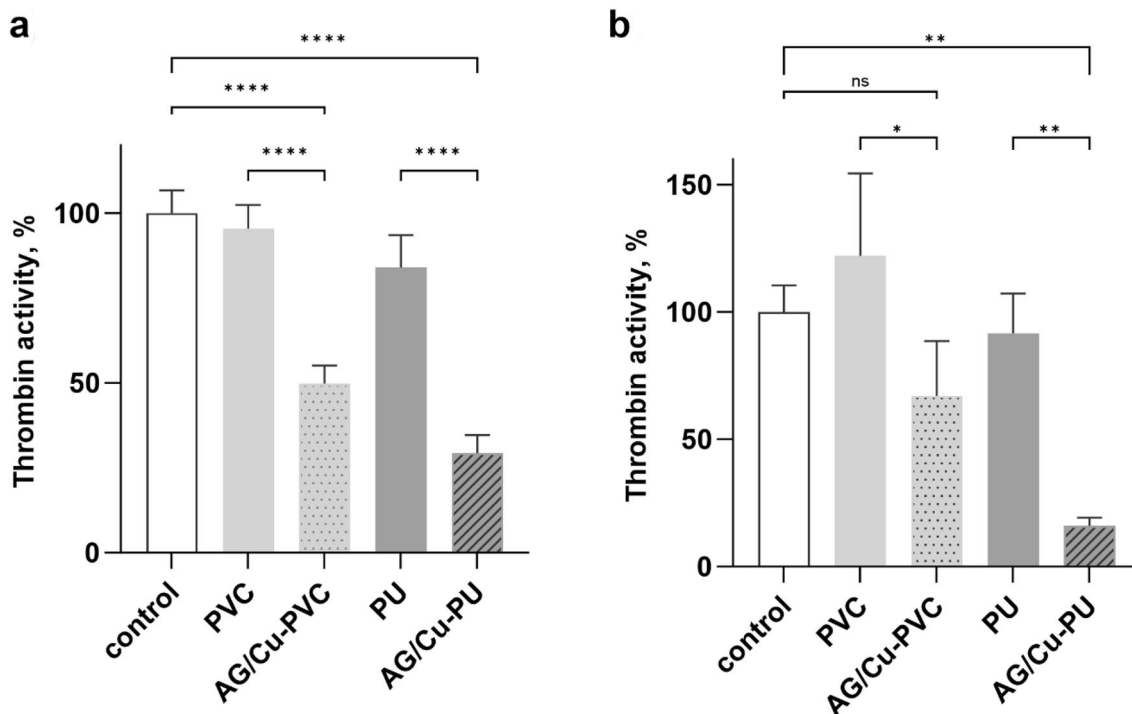 a
****
****
****
****
Thrombin activity, %
100
50
0
control
PVC
AG/Cu-PVC
PU
AG/Cu-PU
b
**
ns
*
**
Thrombin activity, %
150
100
50
0
control
PVC
AG/Cu-PVC
PU
AG/Cu-PU